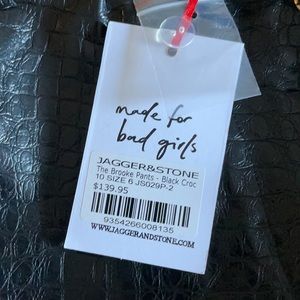 made for
bad girls
JAGGER&STONE
The Brooke Pants - Black Croc
10 SIZE 6 JS029P-2
$139.95
9354266008135
WWW.JAGGERANDSTONE.COM